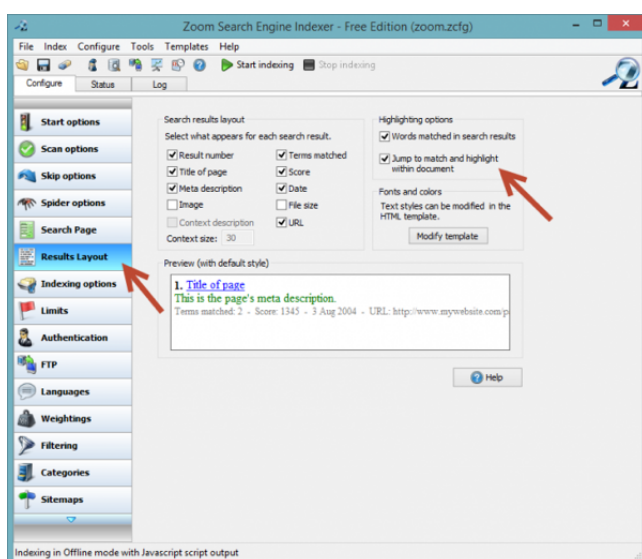 Zoom Search Engine Indexer - Free Edition (zoom.zcfg)
File Index Configure Tools Templates Help
Start indexing Stop indexing
Configure Status Log
Start options
Scan options
Skip options
Spider options
Search Page
Results Layout
Indexing options
Limits
Authentication
FTP
Languages
Weightings
Filtering
Categories
Sitemaps
Search results layout
Select what appears for each search result.
Result number Terms matched
Title of page Score
Meta description Date
Image File size
Context description URL
Context size: 30
Highlighting options
Words matched in search results
Jump to match and highlight
within document
Fonts and colors
Text styles can be modified in the
HTML template.
Modify template
Preview (with default style)
1. Title of page
This is the page's meta description.
Terms matched: 2 - Score: 1345 - 3 Aug 2004 - URL: http://www.mywebsite.com/p
Help
Indexing in Offline mode with Javascript script output